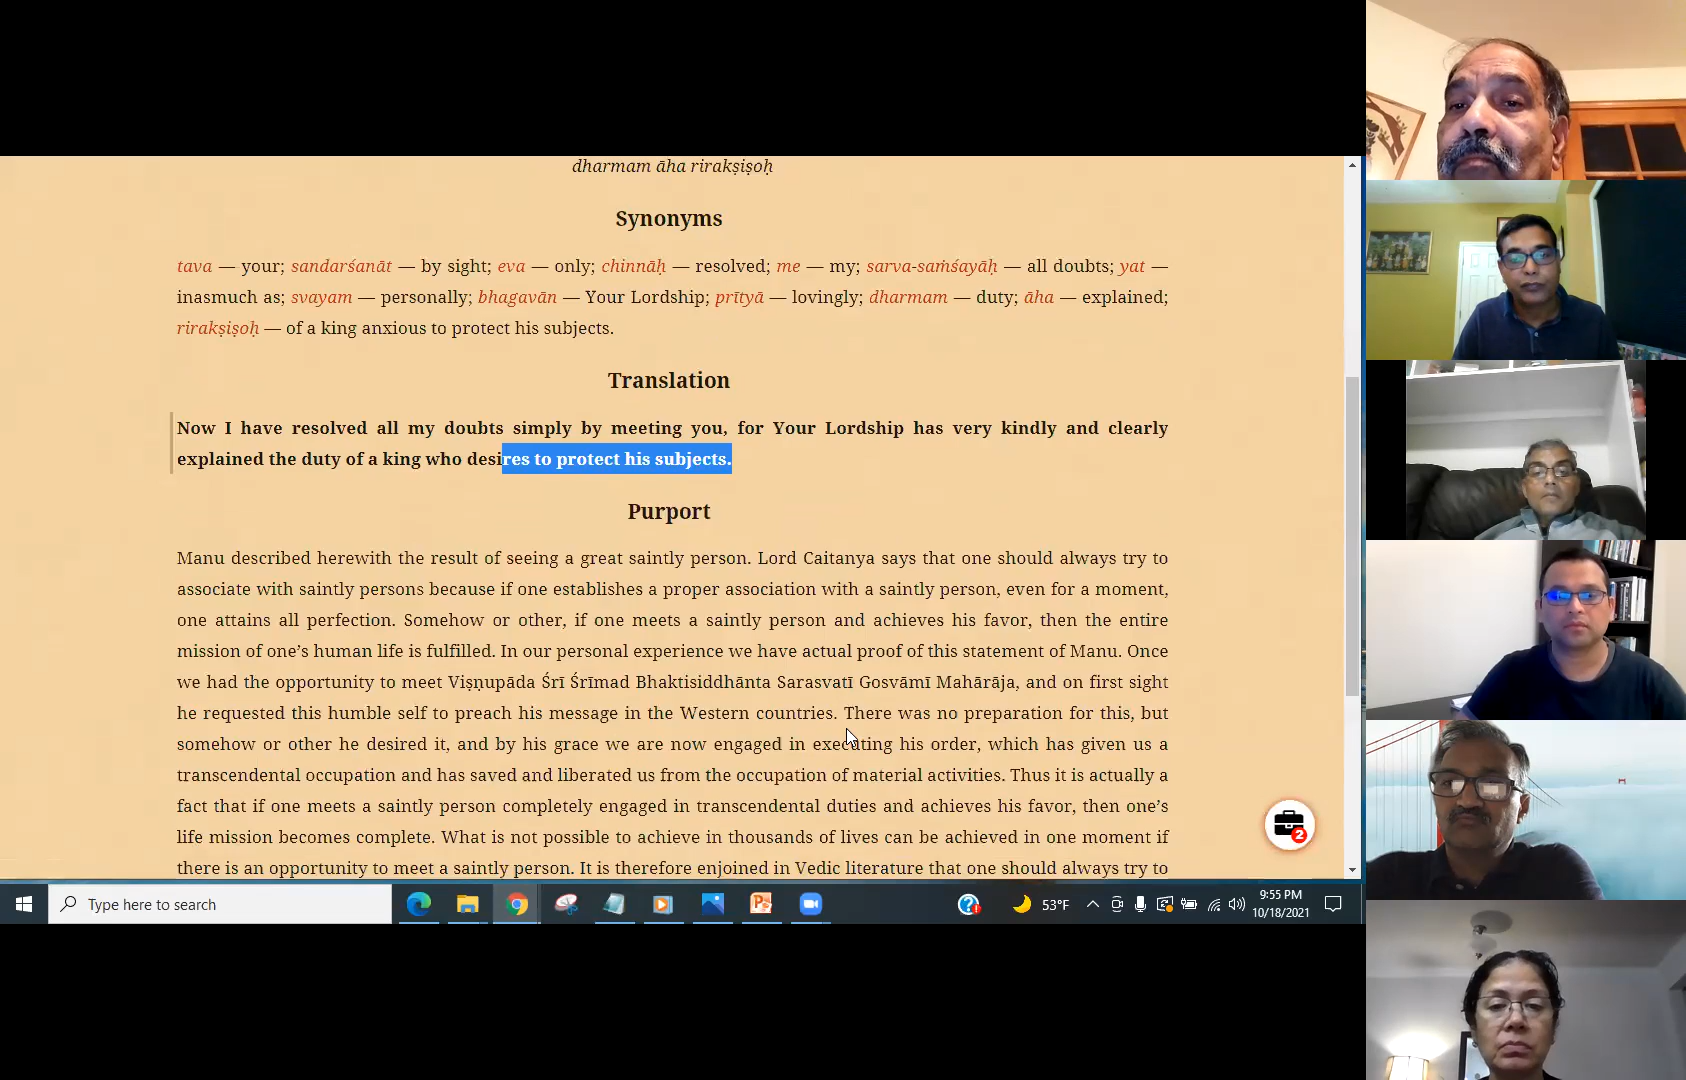 dharmam āha rirakṣiṣoḥ
Synonyms
tava — your; sandarśanāt — by sight; eva — only; chinnāḥ — resolved; me — my; sarva-saṁśayāḥ — all doubts; yat —
inasmuch as; svayam — personally; bhagavān — Your Lordship; prītyā — lovingly; dharmam — duty; āha — explained;
rirakṣiṣoḥ — of a king anxious to protect his subjects.
Translation
Now I have resolved all my doubts simply by meeting you, for Your Lordship has very kindly and clearly
explained the duty of a king who desires to protect his subjects.
Purport
Manu described herewith the result of seeing a great saintly person. Lord Caitanya says that one should always try to
associate with saintly persons because if one establishes a proper association with a saintly person, even for a moment,
one attains all perfection. Somehow or other, if one meets a saintly person and achieves his favor, then the entire
mission of one’s human life is fulfilled. In our personal experience we have actual proof of this statement of Manu. Once
we had the opportunity to meet Viṣṇupāda Śrī Śrīmad Bhaktisiddhānta Sarasvatī Gosvāmī Mahārāja, and on first sight
he requested this humble self to preach his message in the Western countries. There was no preparation for this, but
somehow or other he desired it, and by his grace we are now engaged in executing his order, which has given us a
transcendental occupation and has saved and liberated us from the occupation of material activities. Thus it is actually a
fact that if one meets a saintly person completely engaged in transcendental duties and achieves his favor, then one’s
life mission becomes complete. What is not possible to achieve in thousands of lives can be achieved in one moment if
there is an opportunity to meet a saintly person. It is therefore enjoined in Vedic literature that one should always try to
2
Type here to search
53°F
9:55 PM
10/18/2021